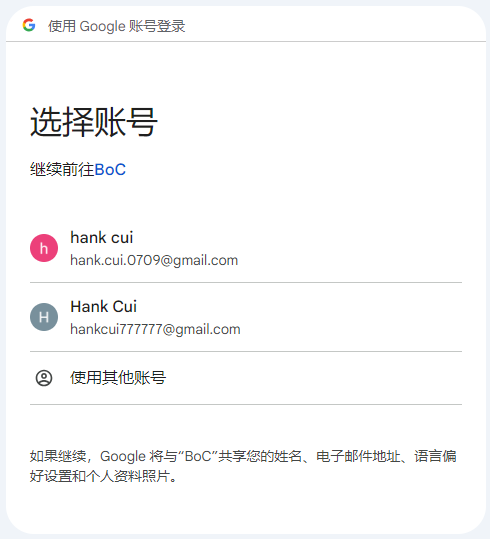 使用 Google 账号登录
选择账号
继续前往BoC
h
hank cui
hank.cui.0709@gmail.com
H
Hank Cui
hankcui777777@gmail.com
使用其他账号
如果继续，Google 将与“BoC”共享您的姓名、电子邮件地址、语言偏
好设置和个人资料照片。